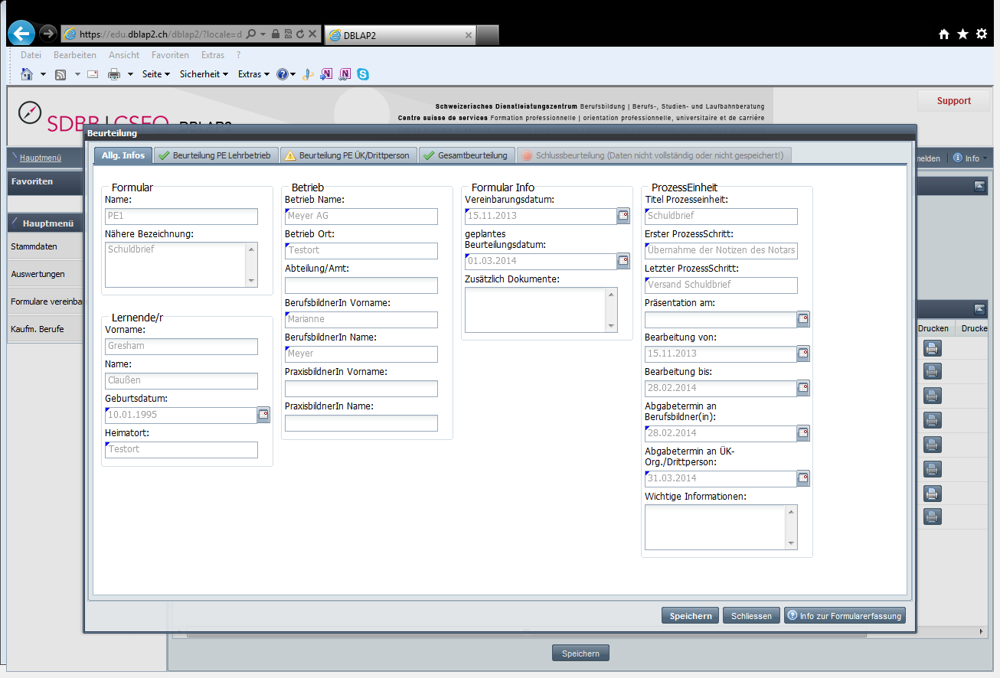 https://edu.dblap2.ch/dblap2/?locale=d
DBLAP2
Datei Bearbeiten Ansicht Favoriten Extras ?
Seite Sicherheit Extras
Schweizerisches Dienstleistungszentrum Berufsbildung | Berufs-, Studien- und Laufbahnberatung
Centre suisse de services Formation professionnelle | orientation professionnelle, universitaire et de carrière
Support
SDBB | CSFO DBLAP2
Beurteilung
Hauptmenü
Info
Favoriten
Hauptmenü
Stammdaten
Auswertungen
Formulare vereinba
Kaufm. Berufe
Allg. Infos
Beurteilung PE Lehrbetrieb
Beurteilung PE ÜK/Drittperson
Gesamtbeurteilung
Schlussbeurteilung (Daten nicht vollständig oder nicht gespeichert!)
Formular
Name:
PE1
Nähere Bezeichnung:
Schuldbrief
Lernende/r
Vorname:
Gresham
Name:
Claußen
Geburtsdatum:
10.01.1995
Heimatort:
Testort
Betrieb
Betrieb Name:
Meyer AG
Betrieb Ort:
Testort
Abteilung/Amt:
BerufsbildnerIn Vorname:
Marianne
BerufsbildnerIn Name:
Meyer
PraxisbildnerIn Vorname:
PraxisbildnerIn Name:
Formular Info
Vereinbarungsdatum:
15.11.2013
geplantes
Beurteilungsdatum:
01.03.2014
Zusätzlich Dokumente:
ProzessEinheit
Titel Prozesseinheit:
Schuldbrief
Erster ProzessSchritt:
Übernahme der Notizen des Notars
Letzter ProzessSchritt:
Versand Schuldbrief
Präsentation am:
Bearbeitung von:
15.11.2013
Bearbeitung bis:
28.02.2014
Abgabetermin an
Berufsbildner(in):
28.02.2014
Abgabetermin an ÜK-
Org./Drittperson:
31.03.2014
Wichtige Informationen:
Drucken Drucke
Speichern Schliessen Info zur Formularerfassung
Speichern